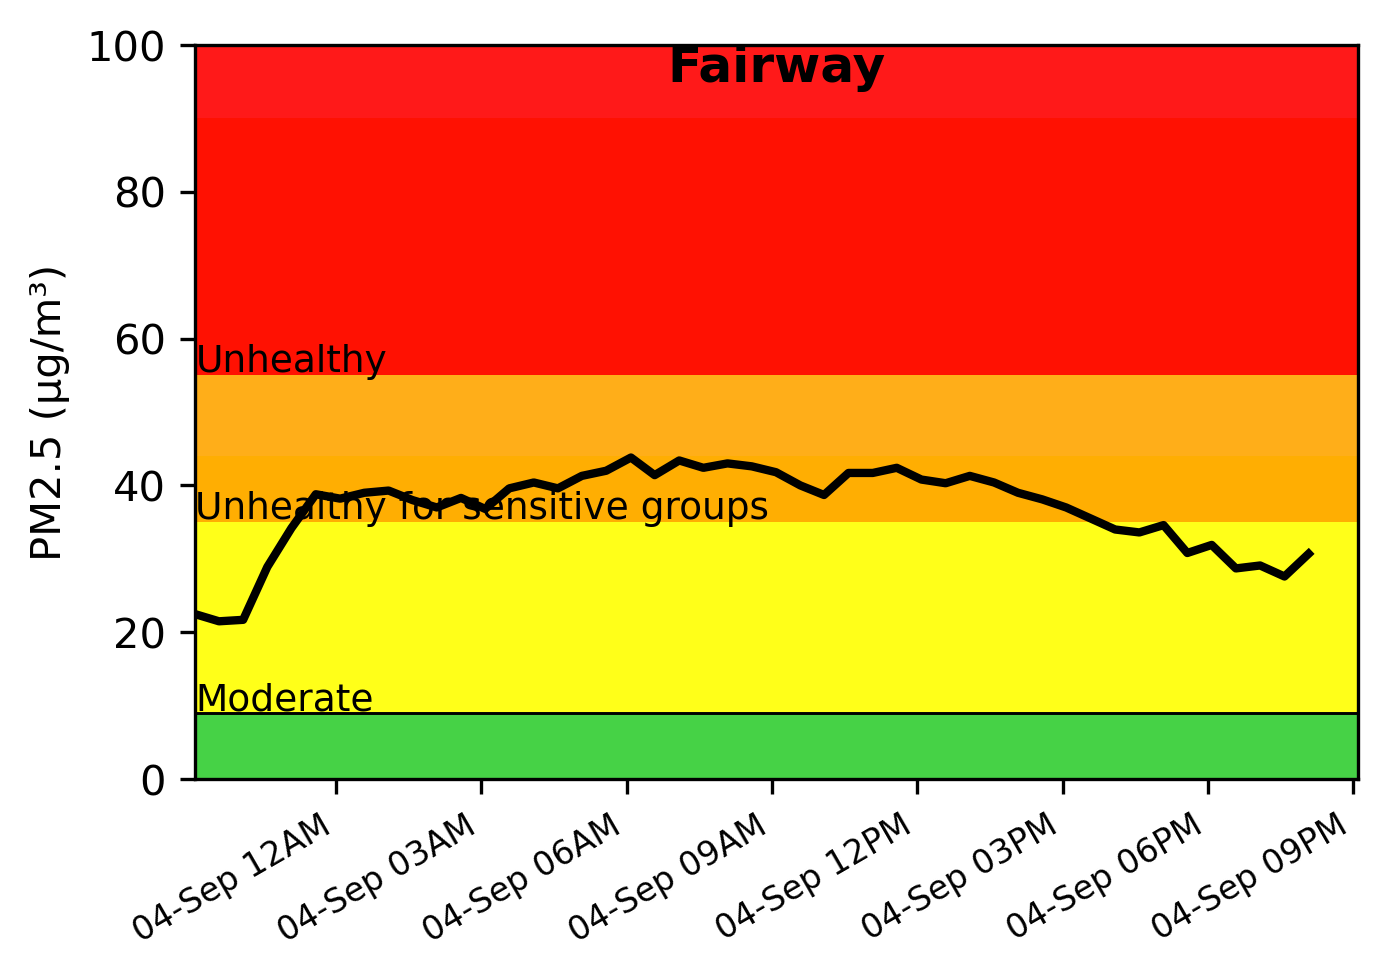 Fairway
100
80
60
40
20
0
PM2.5 (µg/m³)
Unhealthy
Unhealthy for sensitive groups
Moderate
04-Sep 12AM
04-Sep 03AM
04-Sep 06AM
04-Sep 09AM
04-Sep 12PM
04-Sep 03PM
04-Sep 06PM
04-Sep 09PM